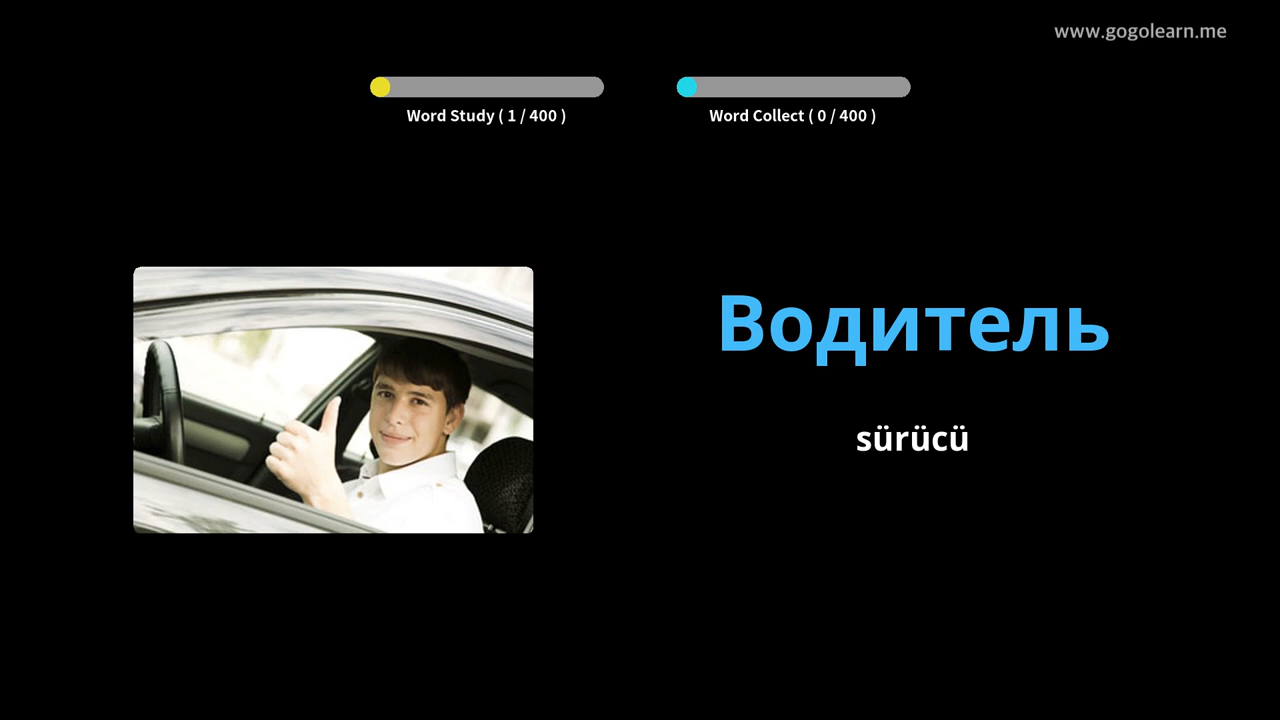 www.gogolearn.me
Word Study ( 1 / 400 )
Word Collect ( 0 / 400 )
Водитель
sürücü